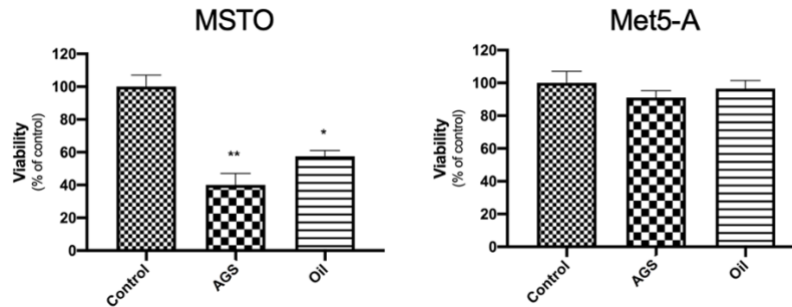 MSTO
Viability
(% of control)
120
100
80
60
40
20
0
**
*
Control
AGS
Oil
Met5-A
Viability
(% of control)
120
100
80
60
40
20
0
Control
AGS
Oil